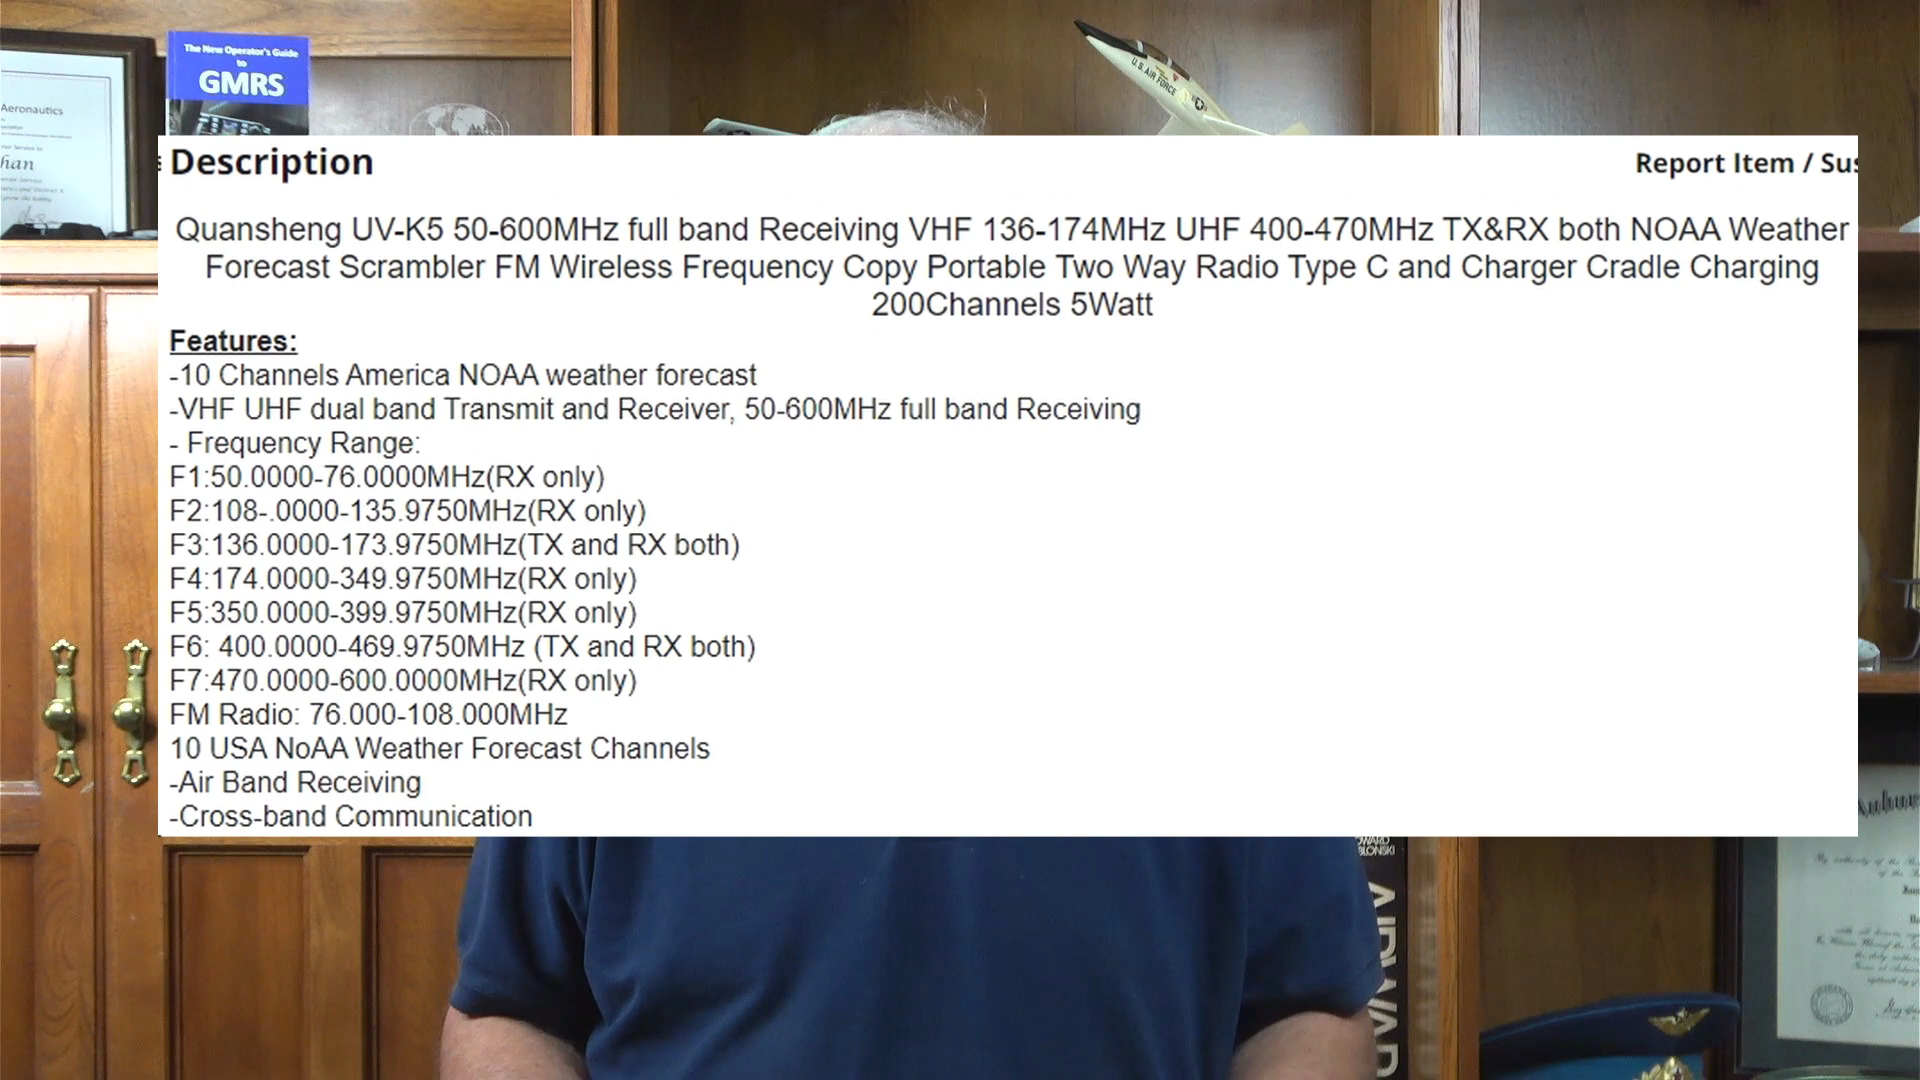 The New Operator's Guide
to
GMRS
U.S. AIR FORCE
Aeronautics
han
Description
Report Item / Sus
Quansheng UV-K5 50-600MHz full band Receiving VHF 136-174MHz UHF 400-470MHz TX&RX both NOAA Weather
Forecast Scrambler FM Wireless Frequency Copy Portable Two Way Radio Type C and Charger Cradle Charging
200Channels 5Watt
Features:
-10 Channels America NOAA weather forecast
-VHF UHF dual band Transmit and Receiver, 50-600MHz full band Receiving
- Frequency Range:
F1:50.0000-76.0000MHz(RX only)
F2:108-.0000-135.9750MHz(RX only)
F3:136.0000-173.9750MHz(TX and RX both)
F4:174.0000-349.9750MHz(RX only)
F5:350.0000-399.9750MHz(RX only)
F6: 400.0000-469.9750MHz (TX and RX both)
F7:470.0000-600.0000MHz(RX only)
FM Radio: 76.000-108.000MHz
10 USA NoAA Weather Forecast Channels
-Air Band Receiving
-Cross-band Communication
AIRWAR